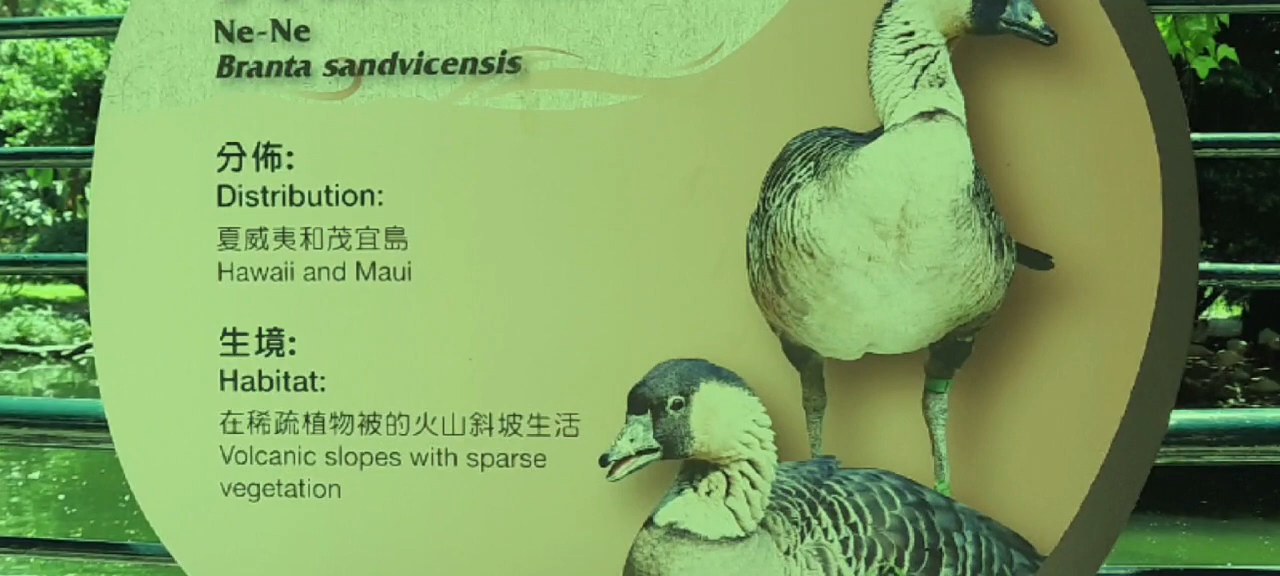 Ne-Ne
Branta sandvicensis
分佈:
Distribution:
夏威夷和茂宜島
Hawaii and Maui
生境:
Habitat:
在稀疏植物被的火山斜坡生活
Volcanic slopes with sparse
vegetation